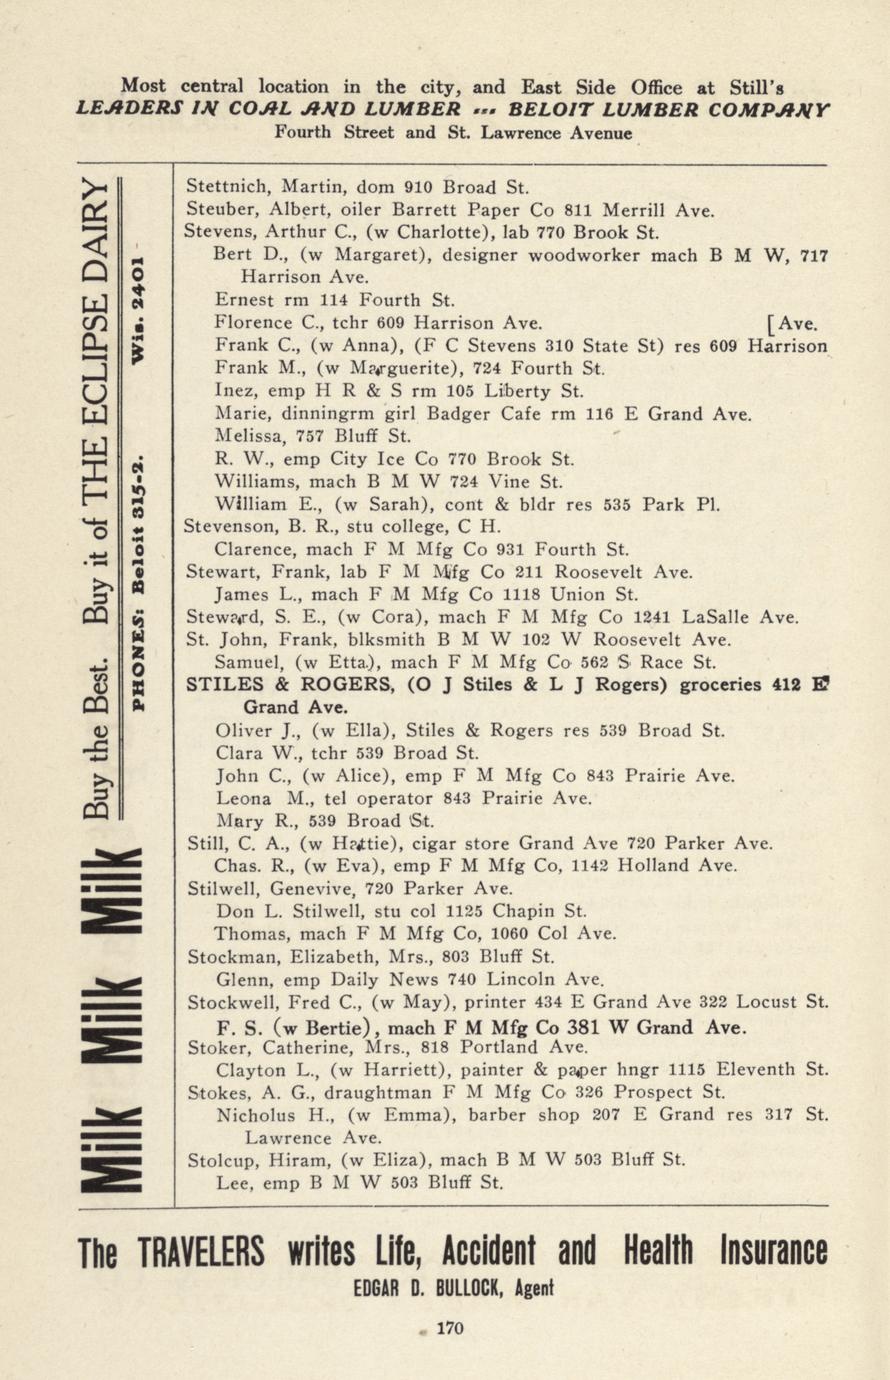 Most central location in the city, and East Side Office at Still's
LEADERS IN COAL AND LUMBER --- BELOIT LUMBER COMPANY
Fourth Street and St. Lawrence Avenue
Milk Milk Milk Buy the Best. Buy it of THE ECLIPSE DAIRY
PHONES: Beloit 315-2. Wis. 2401
Stettnich, Martin, dom 910 Broad St.
Steuber, Albert, oiler Barrett Paper Co 811 Merrill Ave.
Stevens, Arthur C., (w Charlotte), lab 770 Brook St.
Bert D., (w Margaret), designer woodworker mach B M W, 717
Harrison Ave.
Ernest rm 114 Fourth St.
Florence C., tchr 609 Harrison Ave. [Ave.
Frank C., (w Anna), (F C Stevens 310 State St) res 609 Harrison
Frank M., (w Marguerite), 724 Fourth St.
Inez, emp H R & S rm 105 Liberty St.
Marie, dinningrm girl Badger Cafe rm 116 E Grand Ave.
Melissa, 757 Bluff St.
R. W., emp City Ice Co 770 Brook St.
Williams, mach B M W 724 Vine St.
William E., (w Sarah), cont & bldr res 535 Park Pl.
Stevenson, B. R., stu college, C H.
Clarence, mach F M Mfg Co 931 Fourth St.
Stewart, Frank, lab F M Mfg Co 211 Roosevelt Ave.
James L., mach F M Mfg Co 1118 Union St.
Steward, S. E., (w Cora), mach F M Mfg Co 1241 LaSalle Ave.
St. John, Frank, blksmith B M W 102 W Roosevelt Ave.
Samuel, (w Etta), mach F M Mfg Co 562 S Race St.
STILES & ROGERS, (O J Stiles & L J Rogers) groceries 412 E
Grand Ave.
Oliver J., (w Ella), Stiles & Rogers res 539 Broad St.
Clara W., tchr 539 Broad St.
John C., (w Alice), emp F M Mfg Co 843 Prairie Ave.
Leona M., tel operator 843 Prairie Ave.
Mary R., 539 Broad St.
Still, C. A., (w Hattie), cigar store Grand Ave 720 Parker Ave.
Chas. R., (w Eva), emp F M Mfg Co, 1142 Holland Ave.
Stilwell, Genevive, 720 Parker Ave.
Don L. Stilwell, stu col 1125 Chapin St.
Thomas, mach F M Mfg Co, 1060 Col Ave.
Stockman, Elizabeth, Mrs., 803 Bluff St.
Glenn, emp Daily News 740 Lincoln Ave.
Stockwell, Fred C., (w May), printer 434 E Grand Ave 322 Locust St.
F. S. (w Bertie), mach F M Mfg Co 381 W Grand Ave.
Stoker, Catherine, Mrs., 818 Portland Ave.
Clayton L., (w Harriett), painter & paper hngr 1115 Eleventh St.
Stokes, A. G., draughtman F M Mfg Co 326 Prospect St.
Nicholus H., (w Emma), barber shop 207 E Grand res 317 St.
Lawrence Ave.
Stolcup, Hiram, (w Eliza), mach B M W 503 Bluff St.
Lee, emp B M W 503 Bluff St.
The TRAVELERS writes Life, Accident and Health Insurance
EDGAR D. BULLOCK, Agent
170